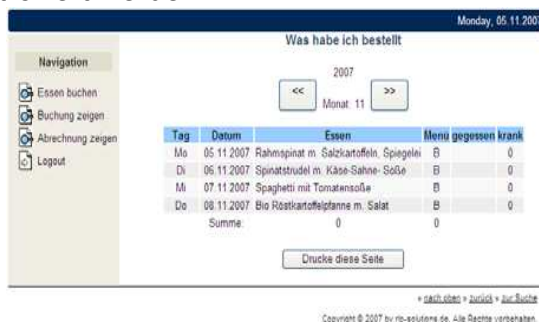 Monday, 05.11.2007
Was habe ich bestellt
Navigation
Essen buchen
Buchung zeigen
Abrechnung zeigen
Logout
2007
<< Monat: 11 >>
Tag Datum Essen Menü gegessen krank
Mo 05.11.2007 Rahmspinat m. Salzkartoffeln, Spiegelei B 0
Di 06.11.2007 Spinatstrudel m. Käse-Sahne- Soße B 0
Mi 07.11.2007 Spaghetti mit Tomatensoße B 0
Do 08.11.2007 Bio Röstkartoffelpfanne m. Salat B 0
Summe: 0 0
Drucke diese Seite
» nach oben » zurück » zur Suche
Copyright © 2007 by rb-solutions.de. Alle Rechte vorbehalten.